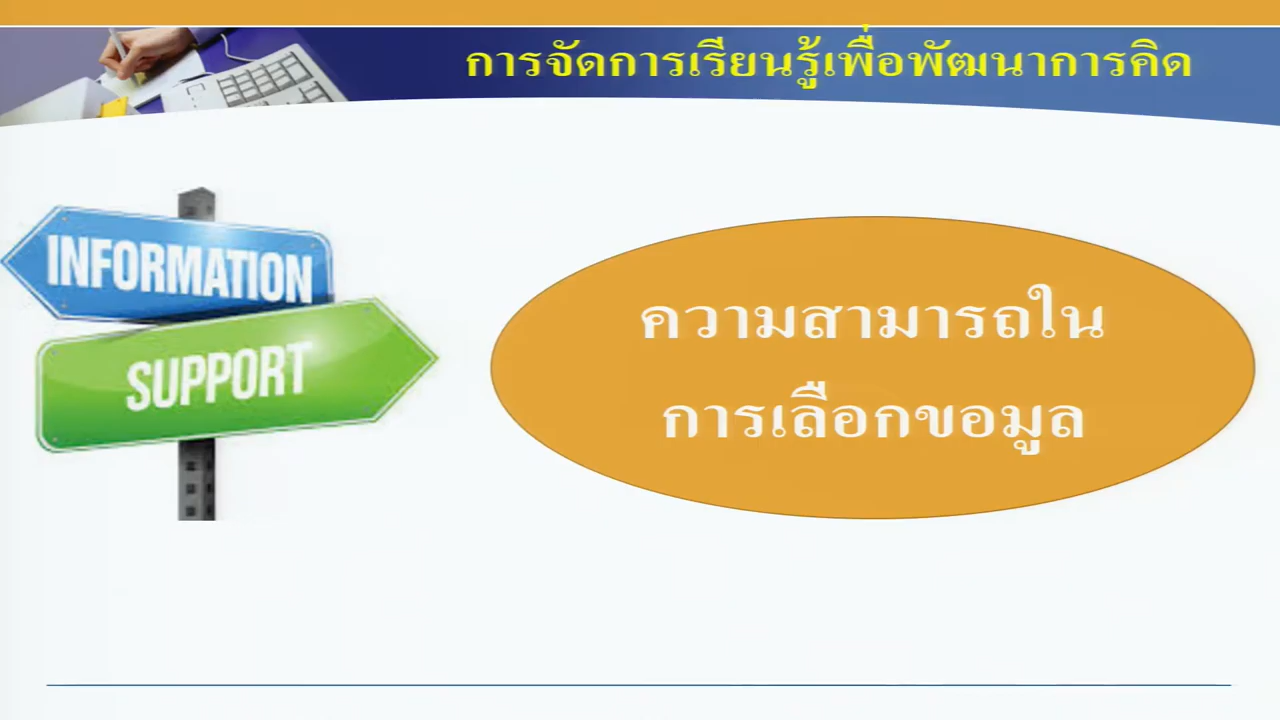 การจัดการเรียนรู้เพื่อพัฒนาการคิด
INFORMATION
SUPPORT
ความสามารถใน
การเลือกขอมูล